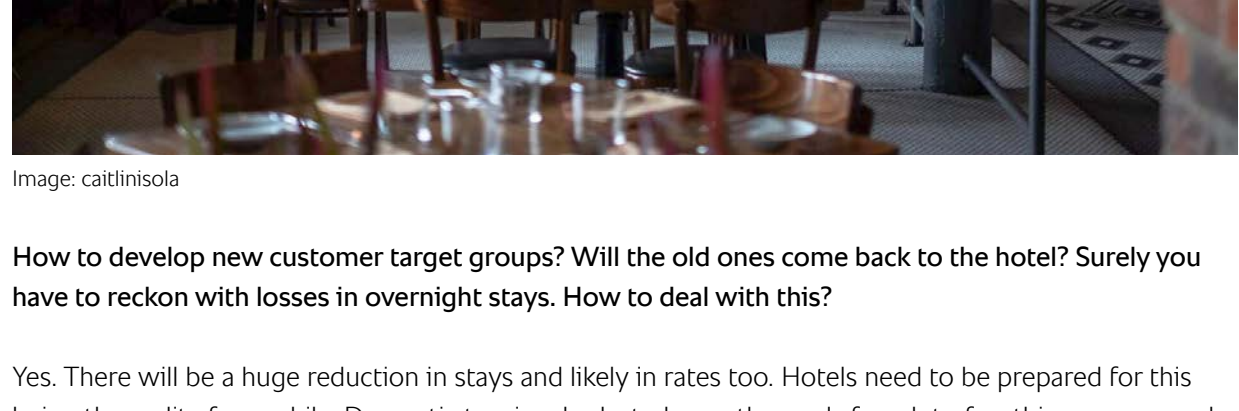 Image: caitlinisola
How to develop new customer target groups? Will the old ones come back to the hotel? Surely you
have to reckon with losses in overnight stays. How to deal with this?
Yes. There will be a huge reduction in stays and likely in rates too. Hotels need to be prepared for this